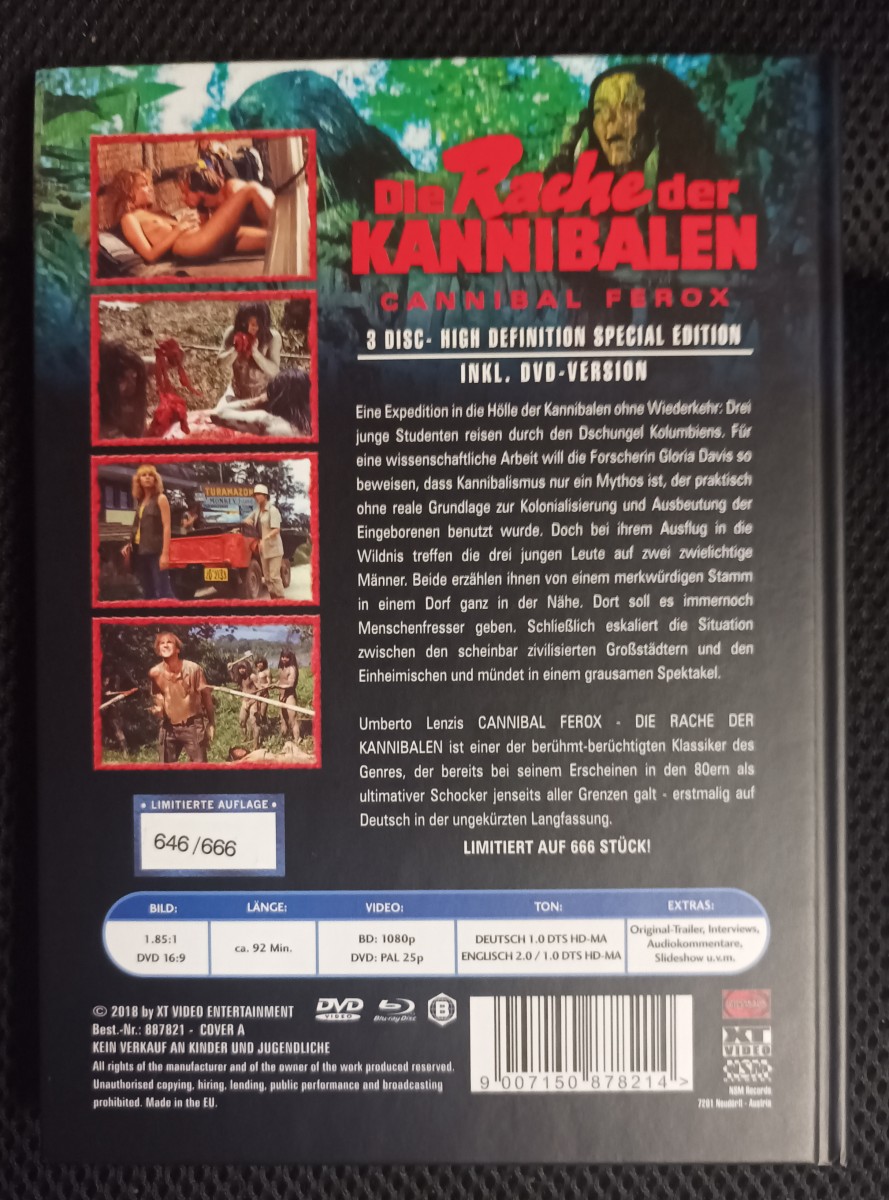 Die Rache der
KANNIBALEN
CANNIBAL FEROX
3 DISC- HIGH DEFINITION SPECIAL EDITION
INKL. DVD-VERSION
Eine Expedition in die Hölle der Kannibalen ohne Wiederkehr: Drei
junge Studenten reisen durch den Dschungel Kolumbiens. Für
eine wissenschaftliche Arbeit will die Forscherin Gloria Davis so
beweisen, dass Kannibalismus nur ein Mythos ist, der praktisch
ohne reale Grundlage zur Kolonialisierung und Ausbeutung der
Eingeborenen benutzt wurde. Doch bei ihrem Ausflug in die
Wildnis treffen die drei jungen Leute auf zwei zwielichtige
Männer. Beide erzählen ihnen von einem merkwürdigen Stamm
in einem Dorf ganz in der Nähe. Dort soll es immernoch
Menschenfresser geben. Schließlich eskaliert die Situation
zwischen den scheinbar zivilisierten Großstädtern und den
Einheimischen und mündet in einem grausamen Spektakel.
Umberto Lenzis CANNIBAL FEROX - DIE RACHE DER
KANNIBALEN ist einer der berühmt-berüchtigten Klassiker des
Genres, der bereits bei seinem Erscheinen in den 80ern als
ultimativer Schocker jenseits aller Grenzen galt - erstmalig auf
Deutsch in der ungekürzten Langfassung.
LIMITIERT AUF 666 STÜCK!
• LIMITIERTE AUFLAGE •
646/666
BILD:
1.85:1
DVD 16:9
LÄNGE:
ca. 92 Min.
VIDEO:
BD: 1080p
DVD: PAL 25p
TON:
DEUTSCH 1.0 DTS HD-MA
ENGLISCH 2.0 / 1.0 DTS HD-MA
EXTRAS:
Original-Trailer, Interviews,
Audiokommentare,
Slideshow u.v.m.
© 2018 by XT VIDEO ENTERTAINMENT
Best.-Nr.: 887821 - COVER A
KEIN VERKAUF AN KINDER UND JUGENDLICHE
All rights of the manufacturer and of the owner of the work produced reserved.
Unauthorised copying, hiring, lending, public performance and broadcasting
prohibited. Made in the EU.
DVD
VIDEO
Blu-ray Disc
B
9 007150 878214 >
XT
VIDEO
NSM Records
7201 Neudörfl - Austria